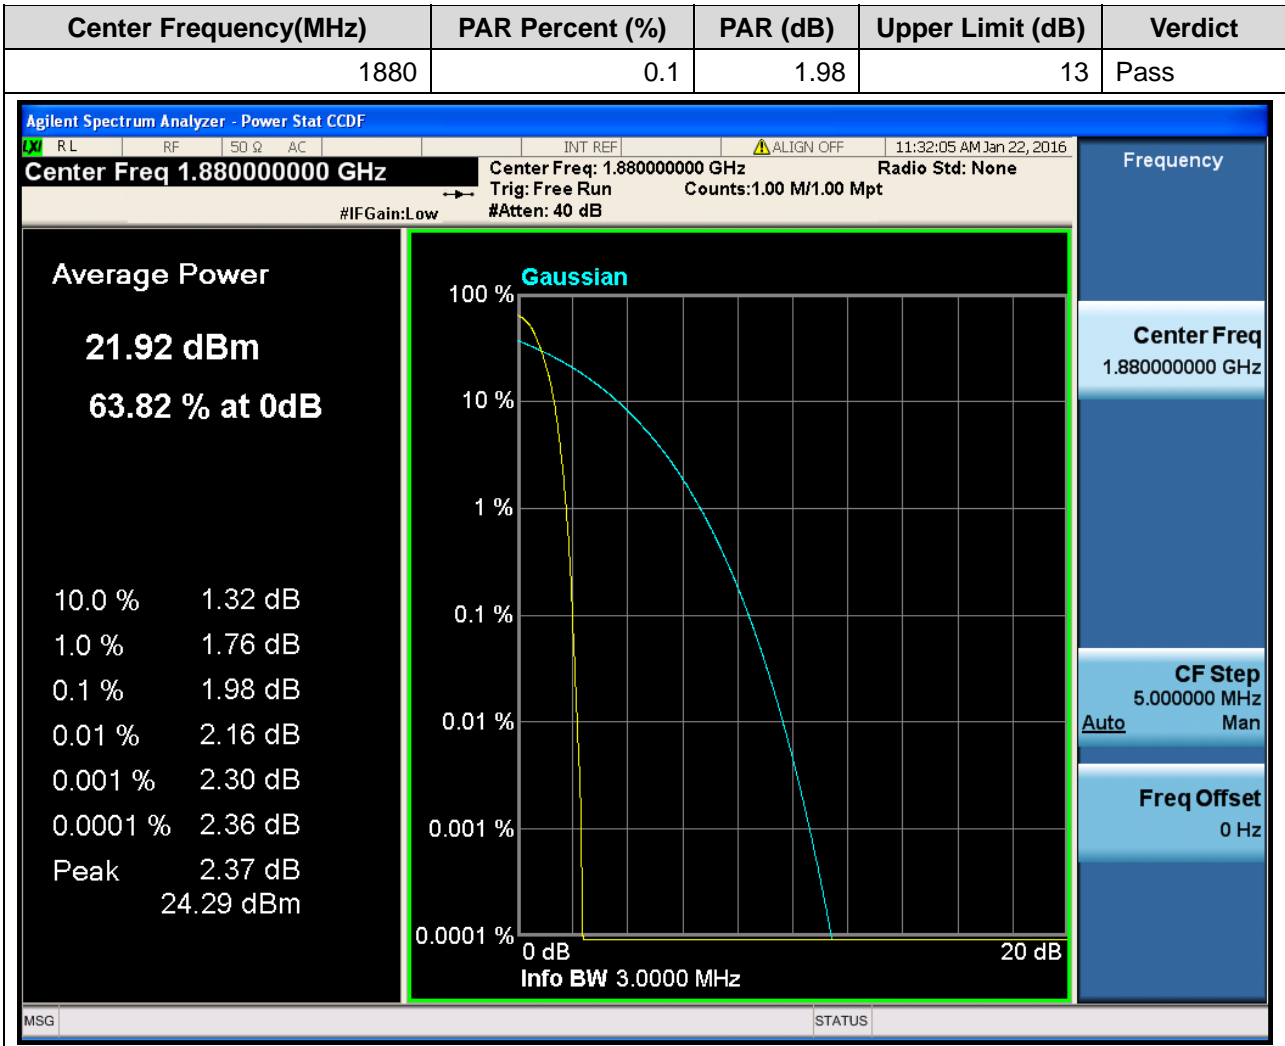 Center Frequency(MHz) PAR Percent (%) PAR (dB) Upper Limit (dB) Verdict
1880 0.1 1.98 13 Pass
Agilent Spectrum Analyzer - Power Stat CCDF
LXI RL RF 50 Ω AC INT REF ALIGN OFF 11:32:05 AM Jan 22, 2016
Center Freq 1.880000000 GHz
Center Freq: 1.880000000 GHz Radio Std: None
Trig: Free Run Counts:1.00 M/1.00 Mpt
#IFGain:Low #Atten: 40 dB
Average Power
21.92 dBm
63.82 % at 0dB
10.0 % 1.32 dB
1.0 % 1.76 dB
0.1 % 1.98 dB
0.01 % 2.16 dB
0.001 % 2.30 dB
0.0001 % 2.36 dB
Peak 2.37 dB
24.29 dBm
Gaussian
100 %
10 %
1 %
0.1 %
0.01 %
0.001 %
0.0001 %
0 dB 20 dB
Info BW 3.0000 MHz
Frequency
Center Freq
1.880000000 GHz
CF Step
5.000000 MHz
Auto Man
Freq Offset
0 Hz
MSG STATUS